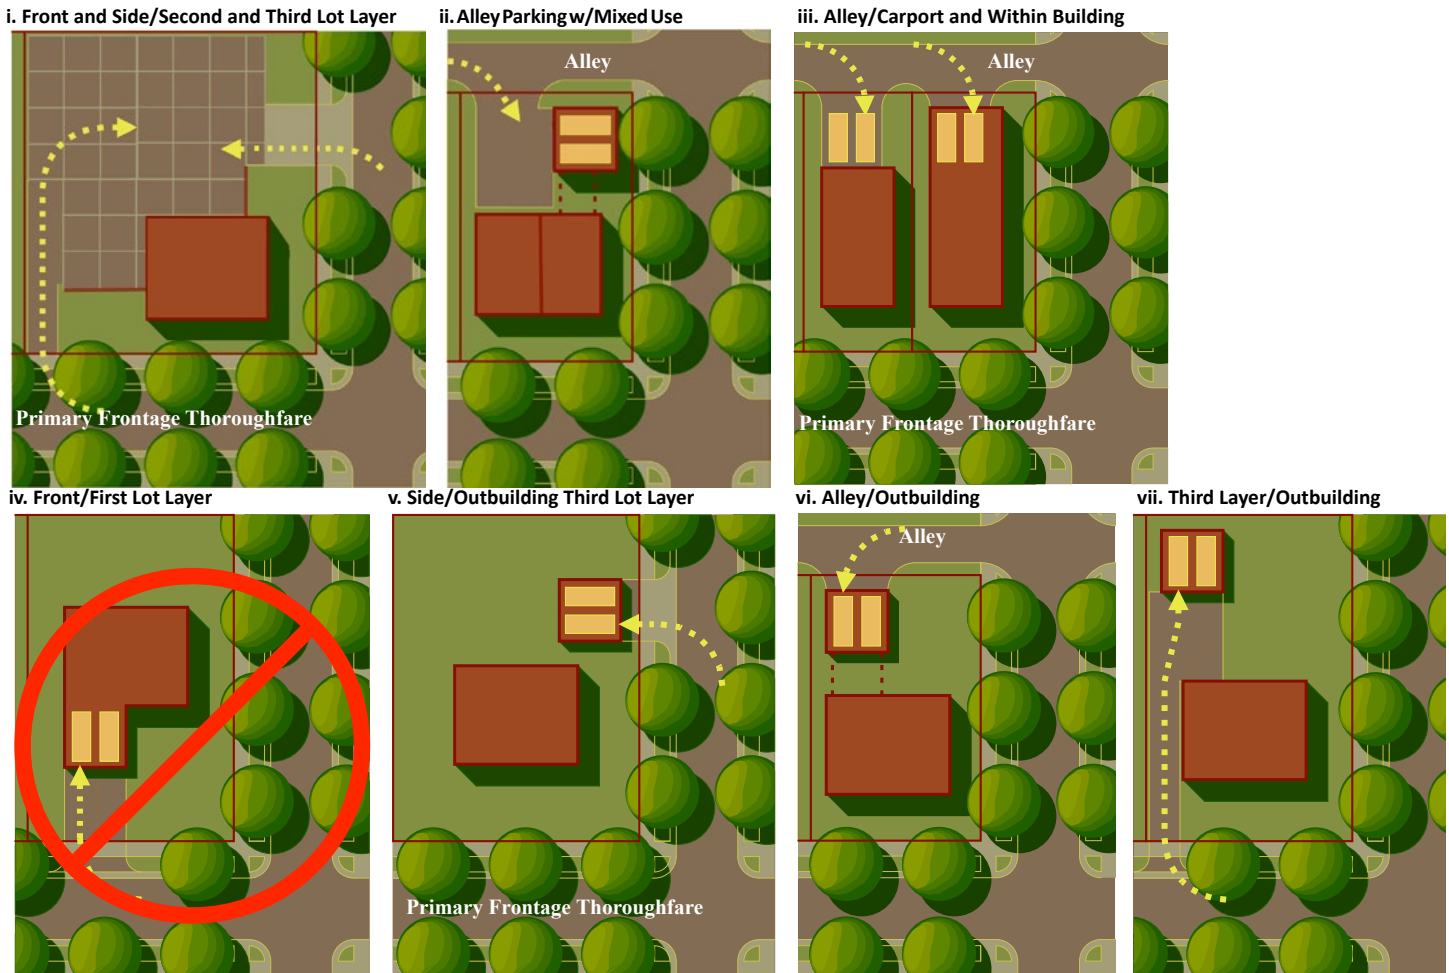 i. Front and Side/Second and Third Lot Layer
ii. Alley Parking w/Mixed Use
iii. Alley/Carport and Within Building
Alley
Alley
Primary Frontage Thoroughfare
Primary Frontage Thoroughfare
iv. Front/First Lot Layer
v. Side/Outbuilding Third Lot Layer
vi. Alley/Outbuilding
vii. Third Layer/Outbuilding
Alley
Primary Frontage Thoroughfare